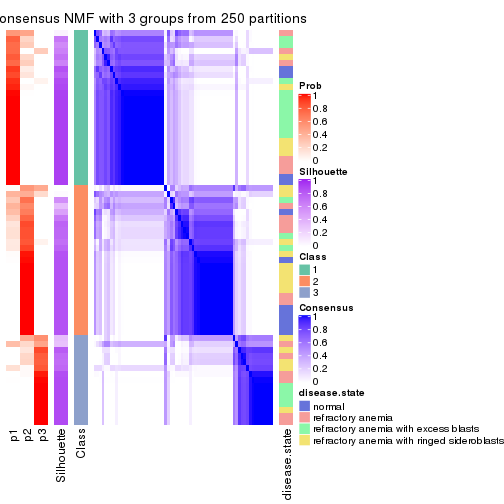 onsensus NMF with 3 groups from 250 partitions
Prob
1
0.8
0.6
0.4
0.2
0
Silhouette
1
0.8
0.6
0.4
0.2
0
Class
1
2
3
Consensus
1
0.8
0.6
0.4
0.2
0
disease.state
normal
refractory anemia
refractory anemia with excess blasts
refractory anemia with ringed sideroblasts
p1
p2
p3
Silhouette
Class
disease.state